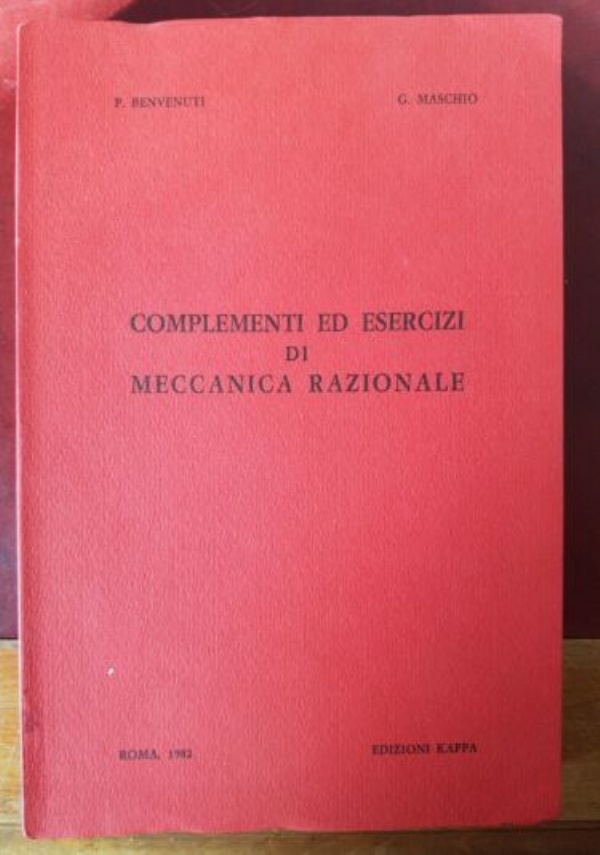 P. BENVENUTI G. MASCHIO
COMPLEMENTI ED ESERCIZI
DI
MECCANICA RAZIONALE
ROMA, 1982 EDIZIONI KAPPA